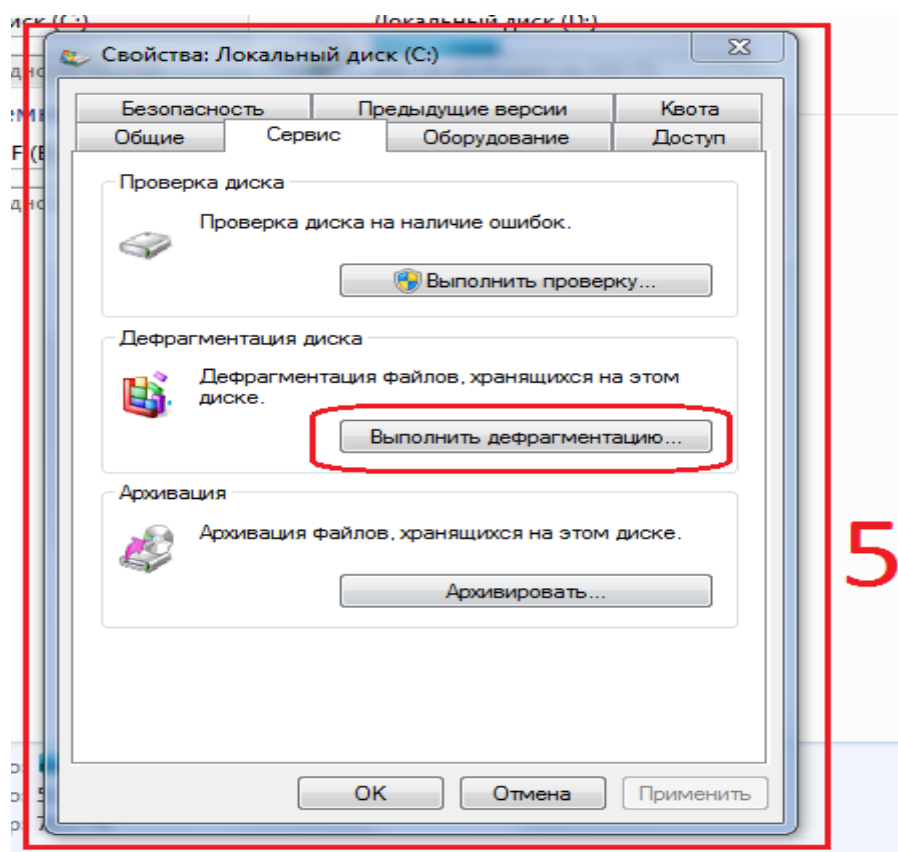 Локальный диск (D:)
Свойства: Локальный диск (C:)
Безопасность Предыдущие версии Квота
Общие Сервис Оборудование Доступ
Проверка диска
Проверка диска на наличие ошибок.
Выполнить проверку...
Дефрагментация диска
Дефрагментация файлов, хранящихся на этом
диске.
Выполнить дефрагментацию...
Архивация
Архивация файлов, хранящихся на этом диске.
Архивировать...
5
OK Отмена Применить